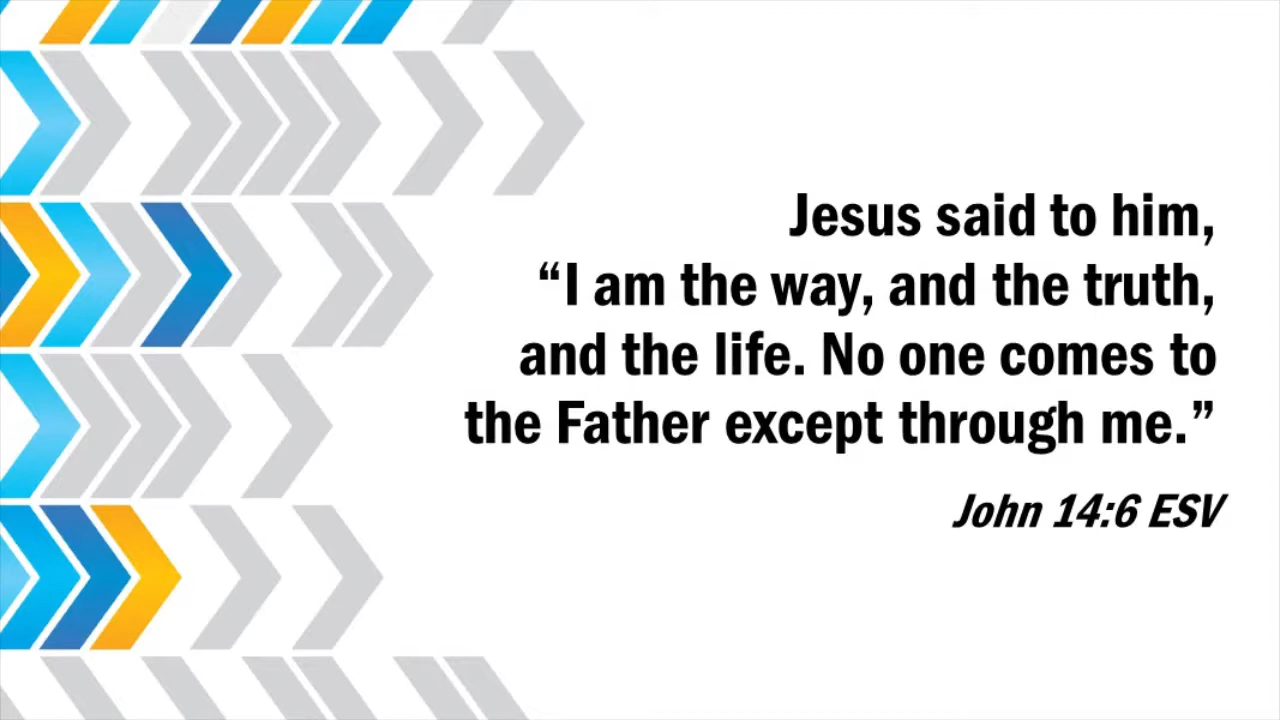 Jesus said to him,
“I am the way, and the truth,
and the life. No one comes to
the Father except through me.”
John 14:6 ESV